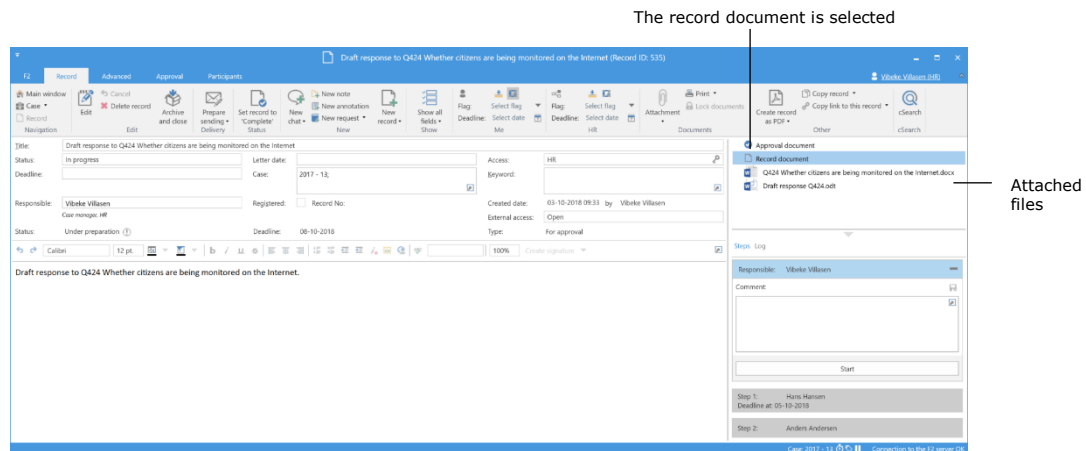 The record document is selected
Draft response to Q424 Whether citizens are being monitored on the Internet (Record ID: 535)
F2 Record Advanced Approval Participants Vibeke Villasen (HR)
Main window Cancel New note Print Copy record
Case Delete record New annotation Flag: Select flag Flag: Select flag Lock documents Copy link to this record
Record Edit Archive and close Prepare sending Set record to 'Complete' New chat New request New record Show all fields Deadline: Select date Deadline: Select date Attachment Create record as PDF cSearch
Navigation Edit Delivery Status New Show Me HR Documents Other cSearch
Title: Draft response to Q424 Whether citizens are being monitored on the Internet
Status: In progress Letter date: Access: HR
Deadline: Case: 2017 - 13; Keyword:
Responsible: Vibeke Villasen Registered: Record No: Created date: 03-10-2018 09:33 by Vibeke Villasen
Case manager, HR External access: Open
Status: Under preparation Deadline: 08-10-2018 Type: For approval
Calibri 12 pt. b i u 100% Create signature
Draft response to Q424 Whether citizens are being monitored on the Internet.
Approval document
Record document
Q424 Whether citizens are being monitored on the Internet.docx
Draft response Q424.odt
Attached
files
Steps Log
Responsible: Vibeke Villasen
Comment:
Start
Step 1: Hans Hansen
Deadline at: 05-10-2018
Step 2: Anders Andersen
Case: 2017 - 13 Connection to the F2 server OK